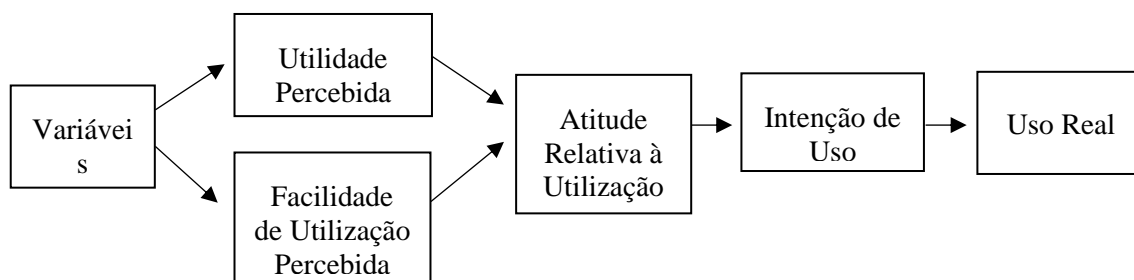 Variávei
s
Utilidade
Percebida
Facilidade
de Utilização
Percebida
Atitude
Relativa à
Utilização
Intenção de
Uso
Uso Real